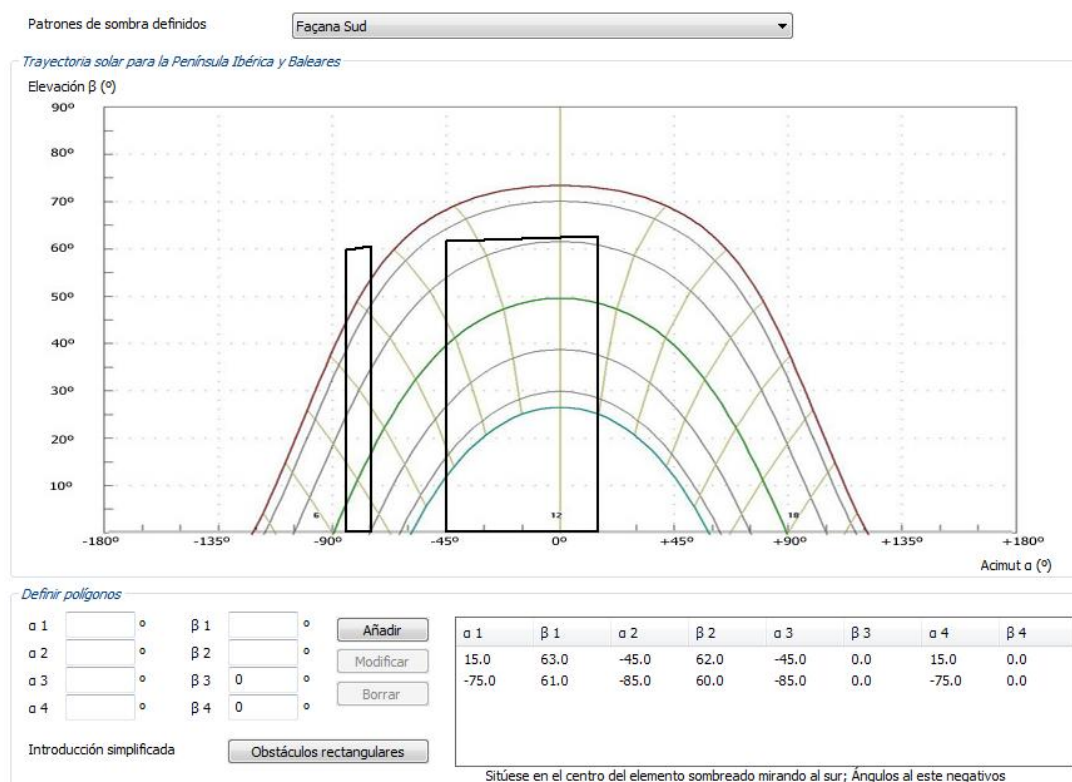 Patrones de sombra definidos
Façana Sud
Trayectoria solar para la Península Ibérica y Baleares
Elevación β (º)
90º
80º
70º
60º
50º
40º
30º
20º
10º
6 12 18
-180º -135º -90º -45º 0º +45º +90º +135º +180º
Acimut α (º)
Definir polígonos
α 1 º β 1 º Añadir
α 2 º β 2 º Modificar
α 3 º β 3 0 º Borrar
α 4 º β 4 0 º
α 1 β 1 α 2 β 2 α 3 β 3 α 4 β 4
15.0 63.0 -45.0 62.0 -45.0 0.0 15.0 0.0
-75.0 61.0 -85.0 60.0 -85.0 0.0 -75.0 0.0
Introducción simplificada Obstáculos rectangulares
Sitúese en el centro del elemento sombreado mirando al sur; Ángulos al este negativos